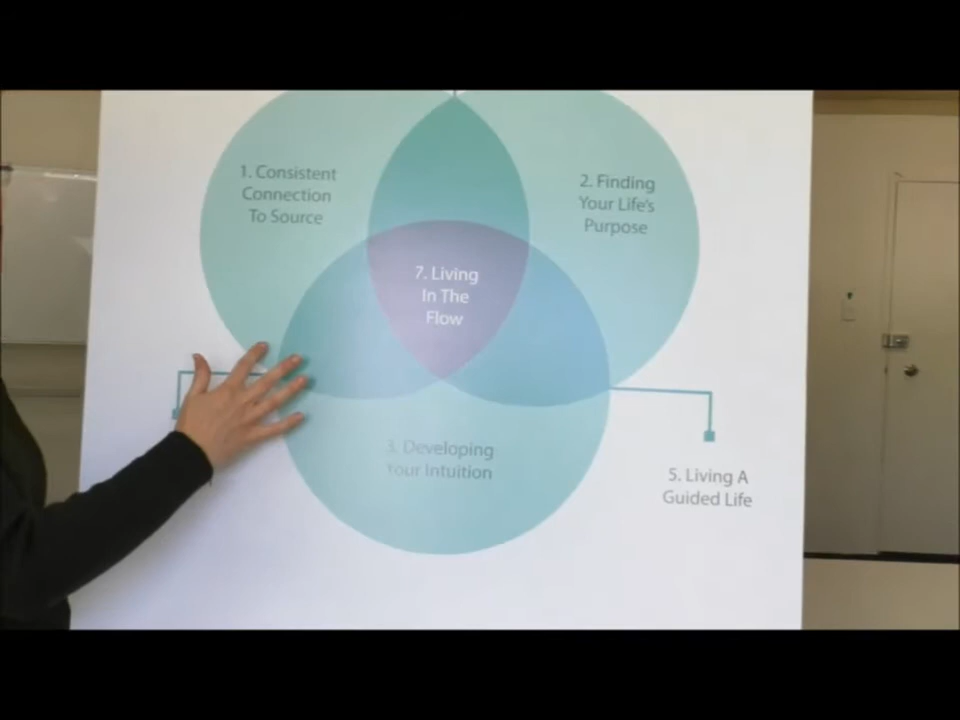 1. Consistent
Connection
To Source
2. Finding
Your Life's
Purpose
7. Living
In The
Flow
3. Developing
Your Intuition
5. Living A
Guided Life